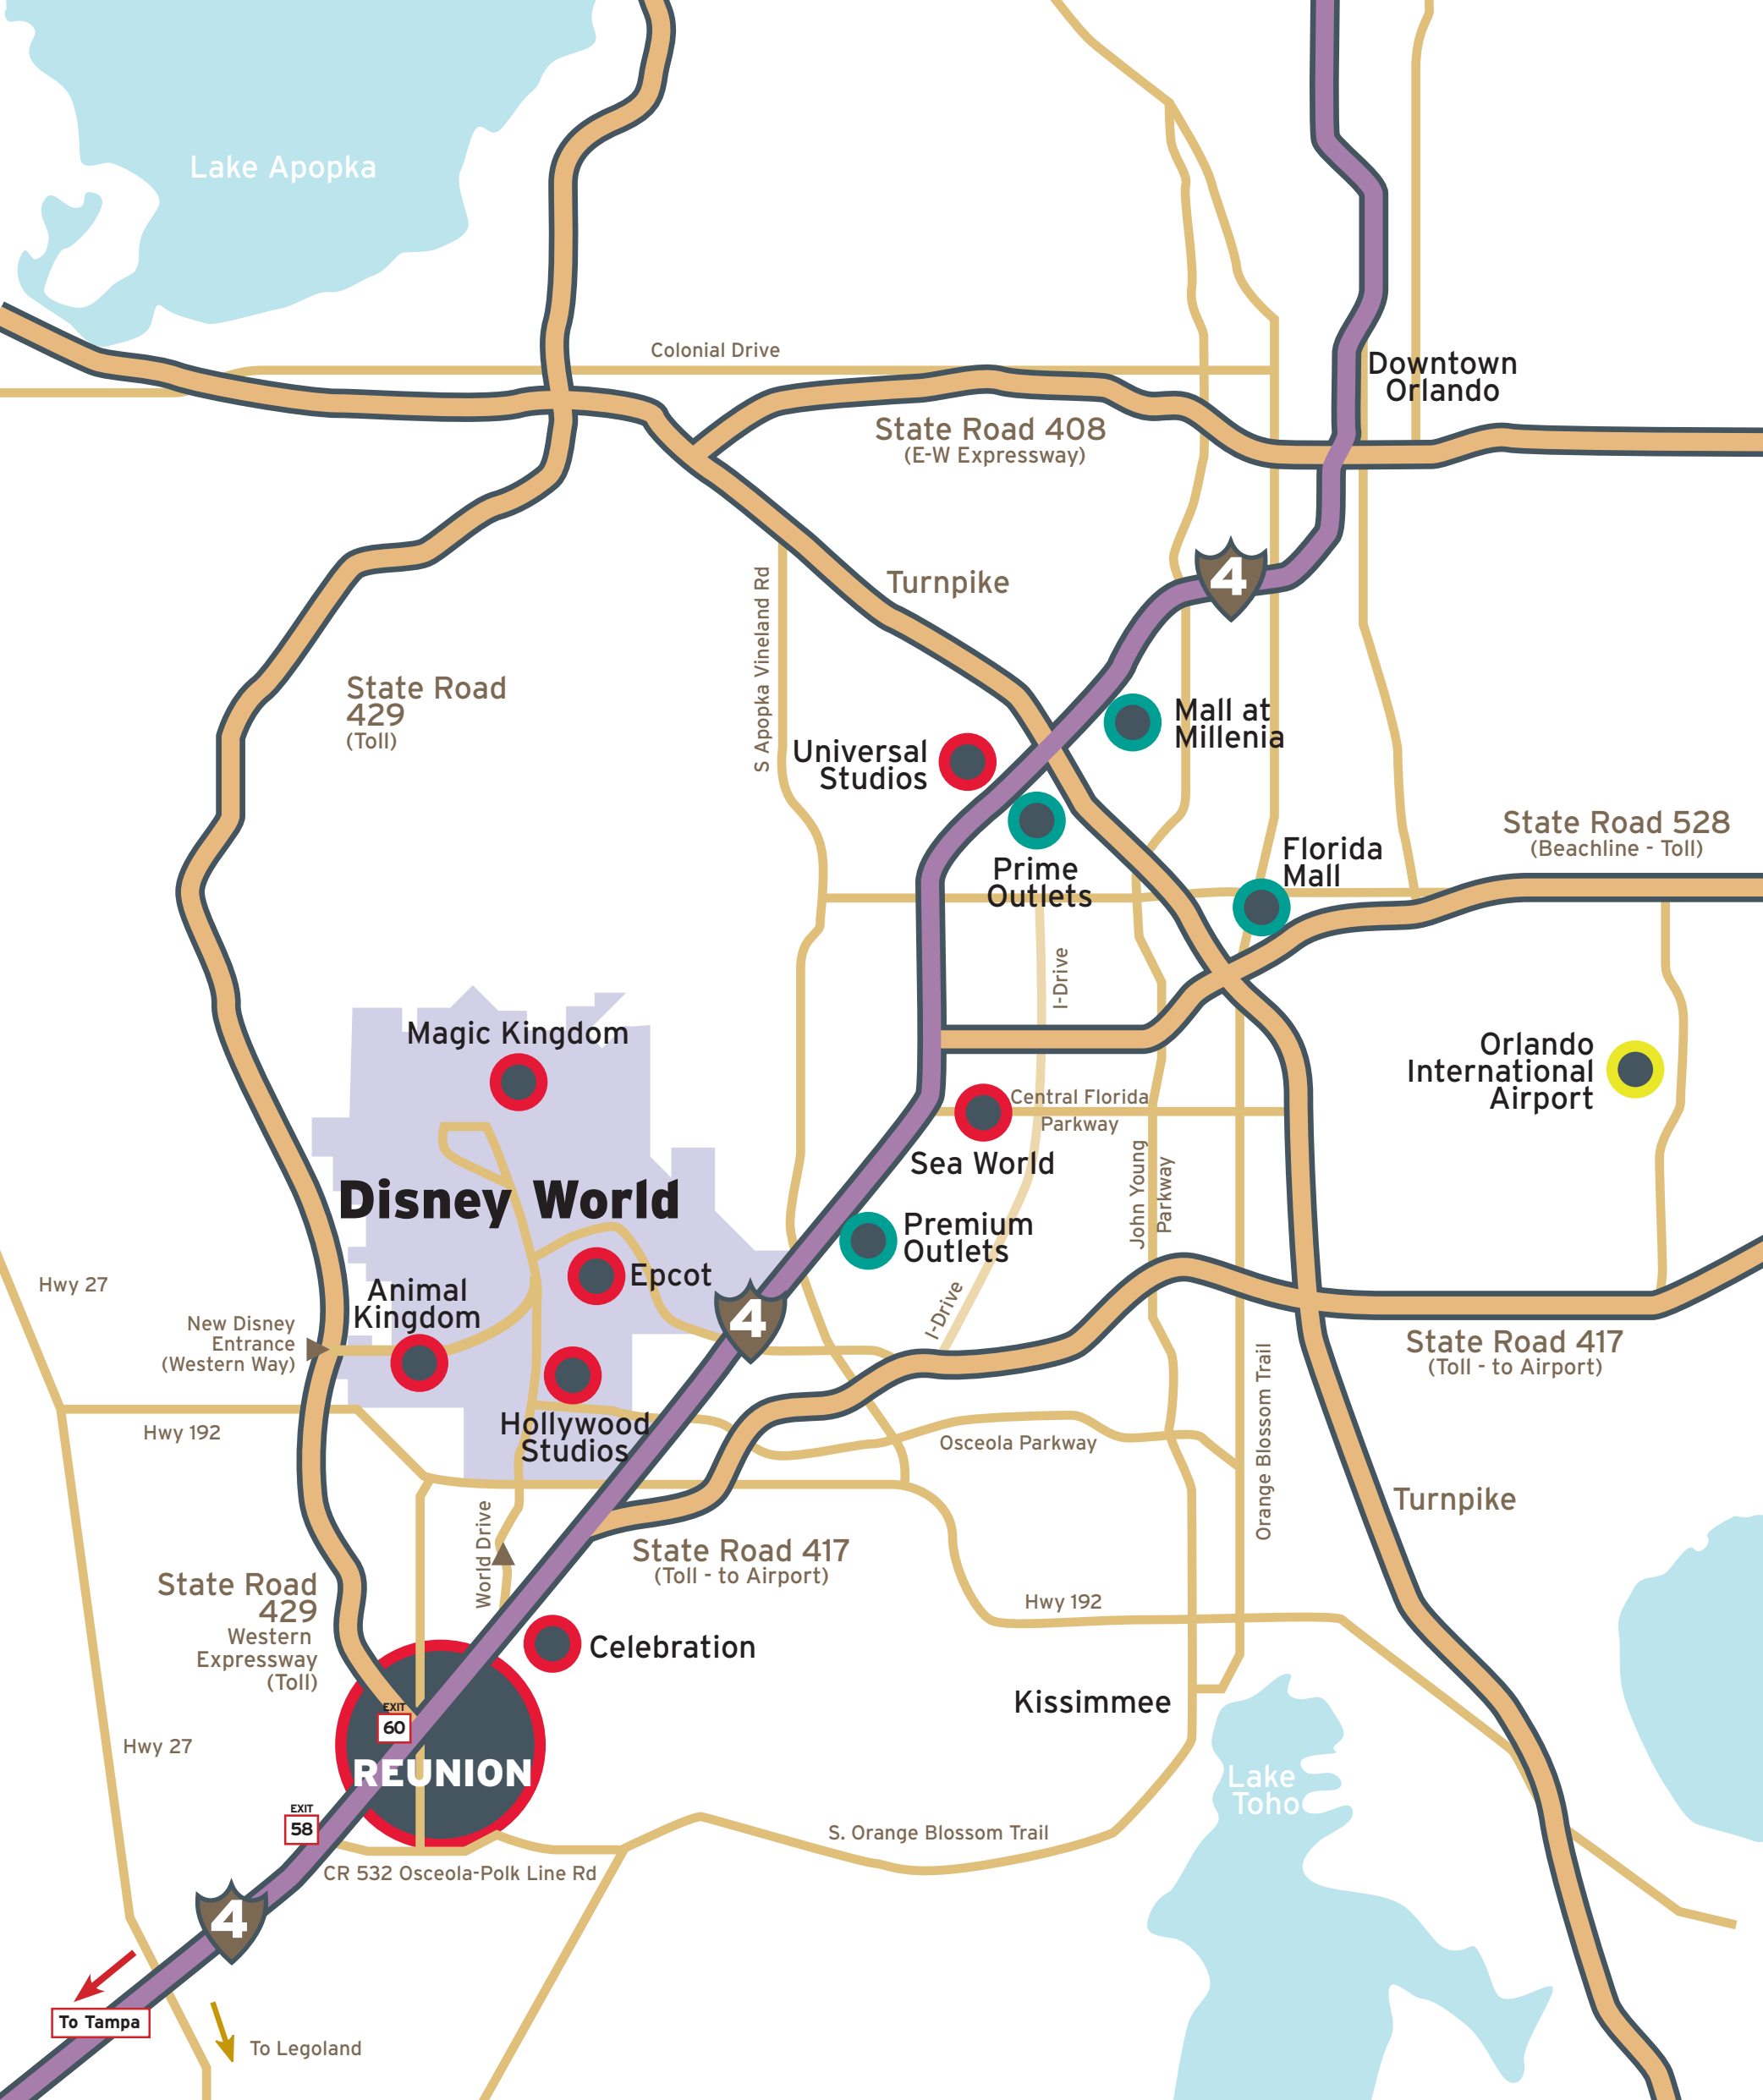 Lake Apopka
Colonial Drive
Downtown
Orlando
State Road 408
(E-W Expressway)
4
Turnpike
S Apopka Vineland Rd
State Road
429
(Toll)
Mall at
Millenia
Universal
Studios
Prime
Outlets
State Road 528
(Beachline - Toll)
Florida
Mall
I-Drive
Magic Kingdom
Orlando
International
Airport
Central Florida
Parkway
Sea World
John Young
Parkway
Disney World
Premium
Outlets
Epcot
Hwy 27
Animal
Kingdom
New Disney
Entrance
(Western Way)
4
I-Drive
State Road 417
(Toll - to Airport)
Orange Blossom Trail
Hwy 192
Hollywood
Studios
Osceola Parkway
Turnpike
World Drive
State Road 417
(Toll - to Airport)
State Road
429
Western
Expressway
(Toll)
Hwy 192
Celebration
Kissimmee
EXIT
60
Hwy 27
REUNION
Lake
Toho
EXIT
58
S. Orange Blossom Trail
CR 532 Osceola-Polk Line Rd
4
To Tampa
To Legoland